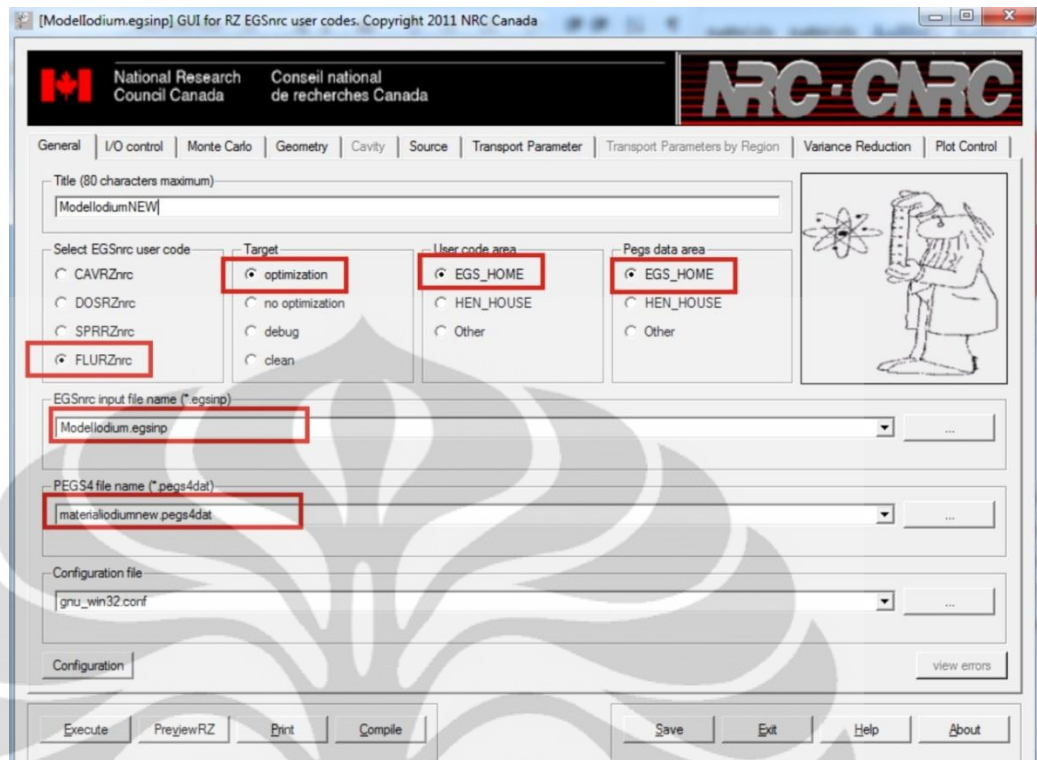 [ModelIodium.egsinp] GUI for RZ EGSnrc user codes. Copyright 2011 NRC Canada
National Research Conseil national
Council Canada de recherches Canada
NRC · CNRC
General I/O control Monte Carlo Geometry Cavity Source Transport Parameter Transport Parameters by Region Variance Reduction Plot Control
Title (80 characters maximum)
ModelIodiumNEW
Select EGSnrc user code Target User code area Pegs data area
CAVRZnrc optimization EGS_HOME EGS_HOME
DOSRZnrc no optimization HEN_HOUSE HEN_HOUSE
SPRRZnrc debug Other Other
FLURZnrc clean
EGSnrc input file name (*.egsinp)
ModelIodium.egsinp ...
PEGS4 file name (*.pegs4dat)
materialiodiumnew.pegs4dat ...
Configuration file
gnu_win32.conf ...
Configuration view errors
Execute PreviewRZ Print Compile Save Exit Help About